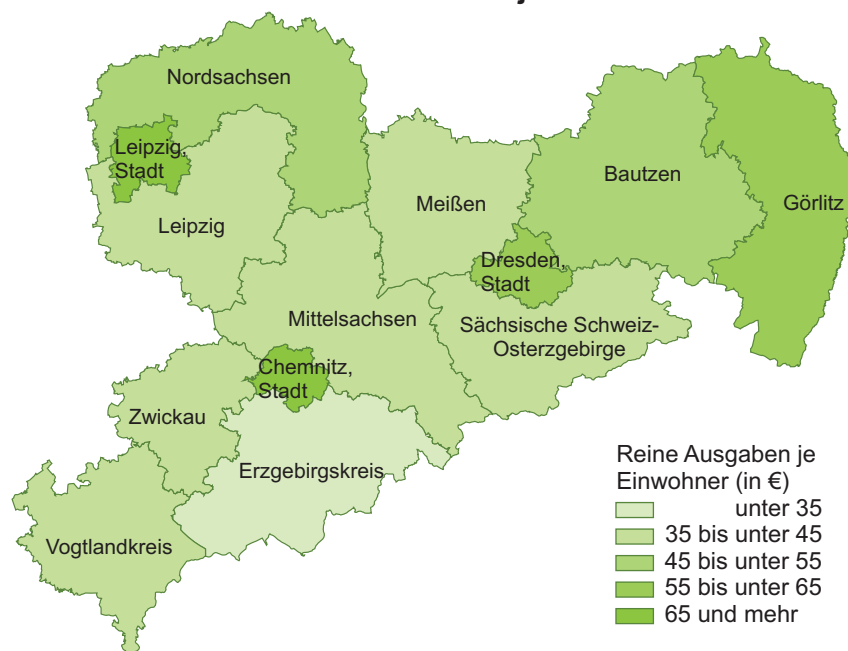 Nordsachsen
Leipzig,
Stadt
Leipzig
Meißen
Bautzen
Görlitz
Dresden,
Stadt
Mittelsachsen
Sächsische Schweiz-
Osterzgebirge
Chemnitz,
Stadt
Zwickau
Erzgebirgskreis
Vogtlandkreis
Reine Ausgaben je
Einwohner (in €)
unter 35
35 bis unter 45
45 bis unter 55
55 bis unter 65
65 und mehr